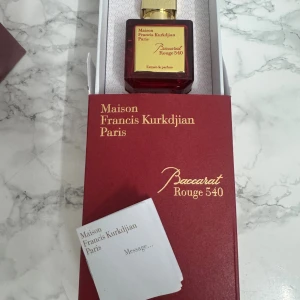 Maison
Francis Kurkdjian
Paris
Baccarat
Rouge 540
Extrait de parfum
Maison
Francis Kurkdjian
Paris
Baccarat
Rouge 540
Maison
Francis Kurkdjian
Paris
Message...